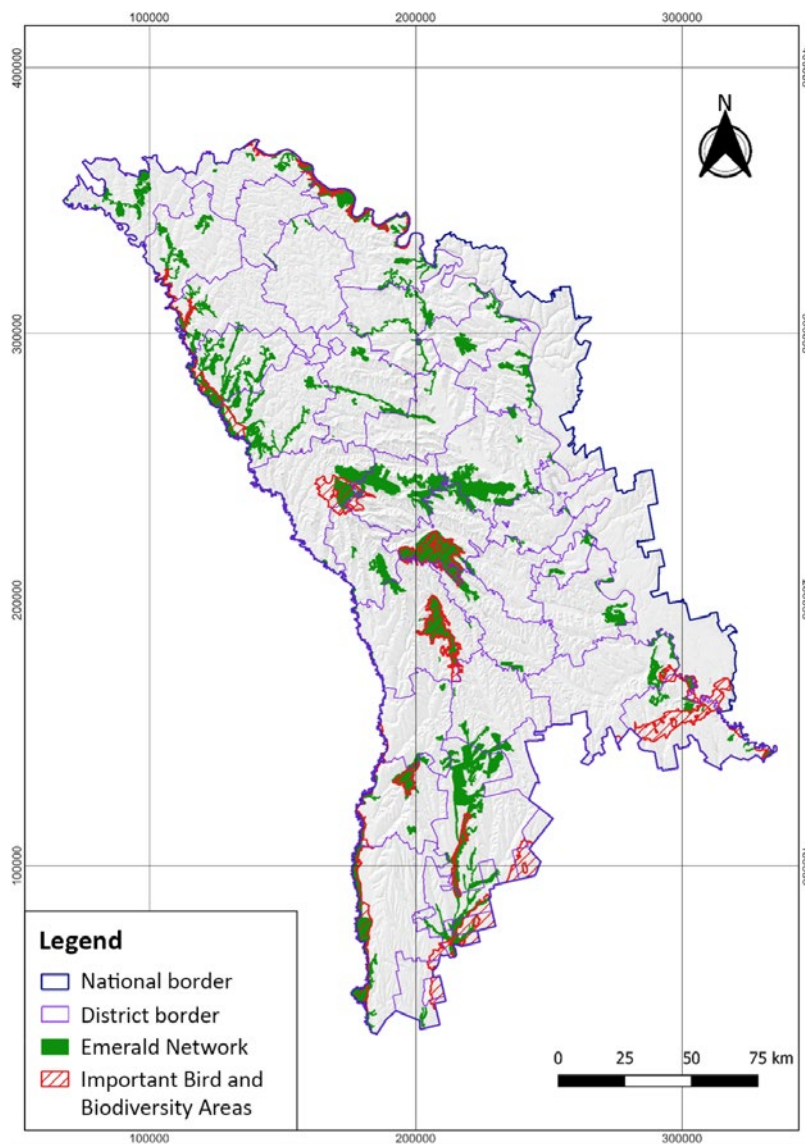 100000 200000 300000
400000
N
300000
200000
100000
Legend
National border
District border
Emerald Network
Important Bird and
Biodiversity Areas
0 25 50 75 km
100000 200000 300000